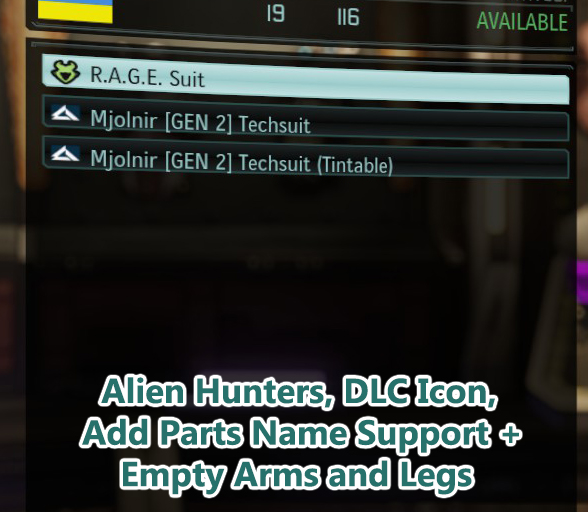 19 116
AVAILABLE
R.A.G.E. Suit
Mjolnir [GEN 2] Techsuit
Mjolnir [GEN 2] Techsuit (Tintable)
Alien Hunters, DLC Icon,
Add Parts Name Support +
Empty Arms and Legs